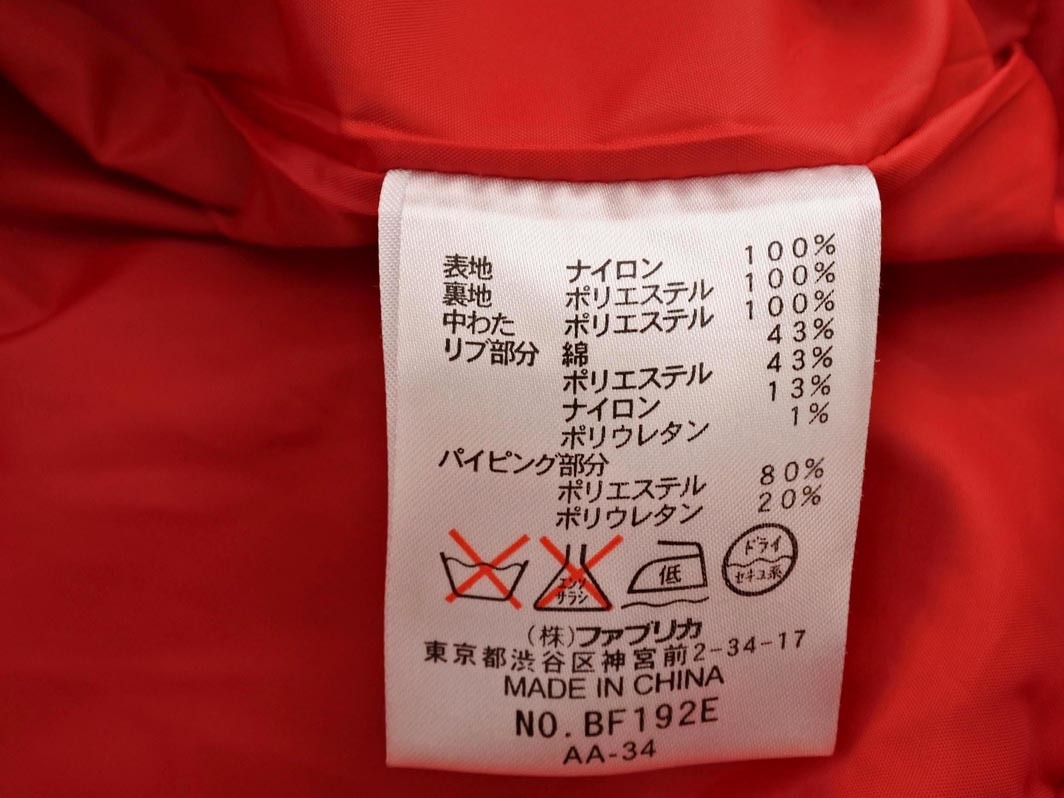 表地 ナイロン 100%
裏地 ポリエステル 100%
中わた ポリエステル 100%
リブ部分 綿 43%
ポリエステル 43%
ナイロン 13%
ポリウレタン 1%
パイピング部分
ポリエステル 80%
ポリウレタン 20%
エンソサラシ 低 ドライセキユ系
(株)ファブリカ
東京都渋谷区神宮前2-34-17
MADE IN CHINA
NO.BF192E
AA-34